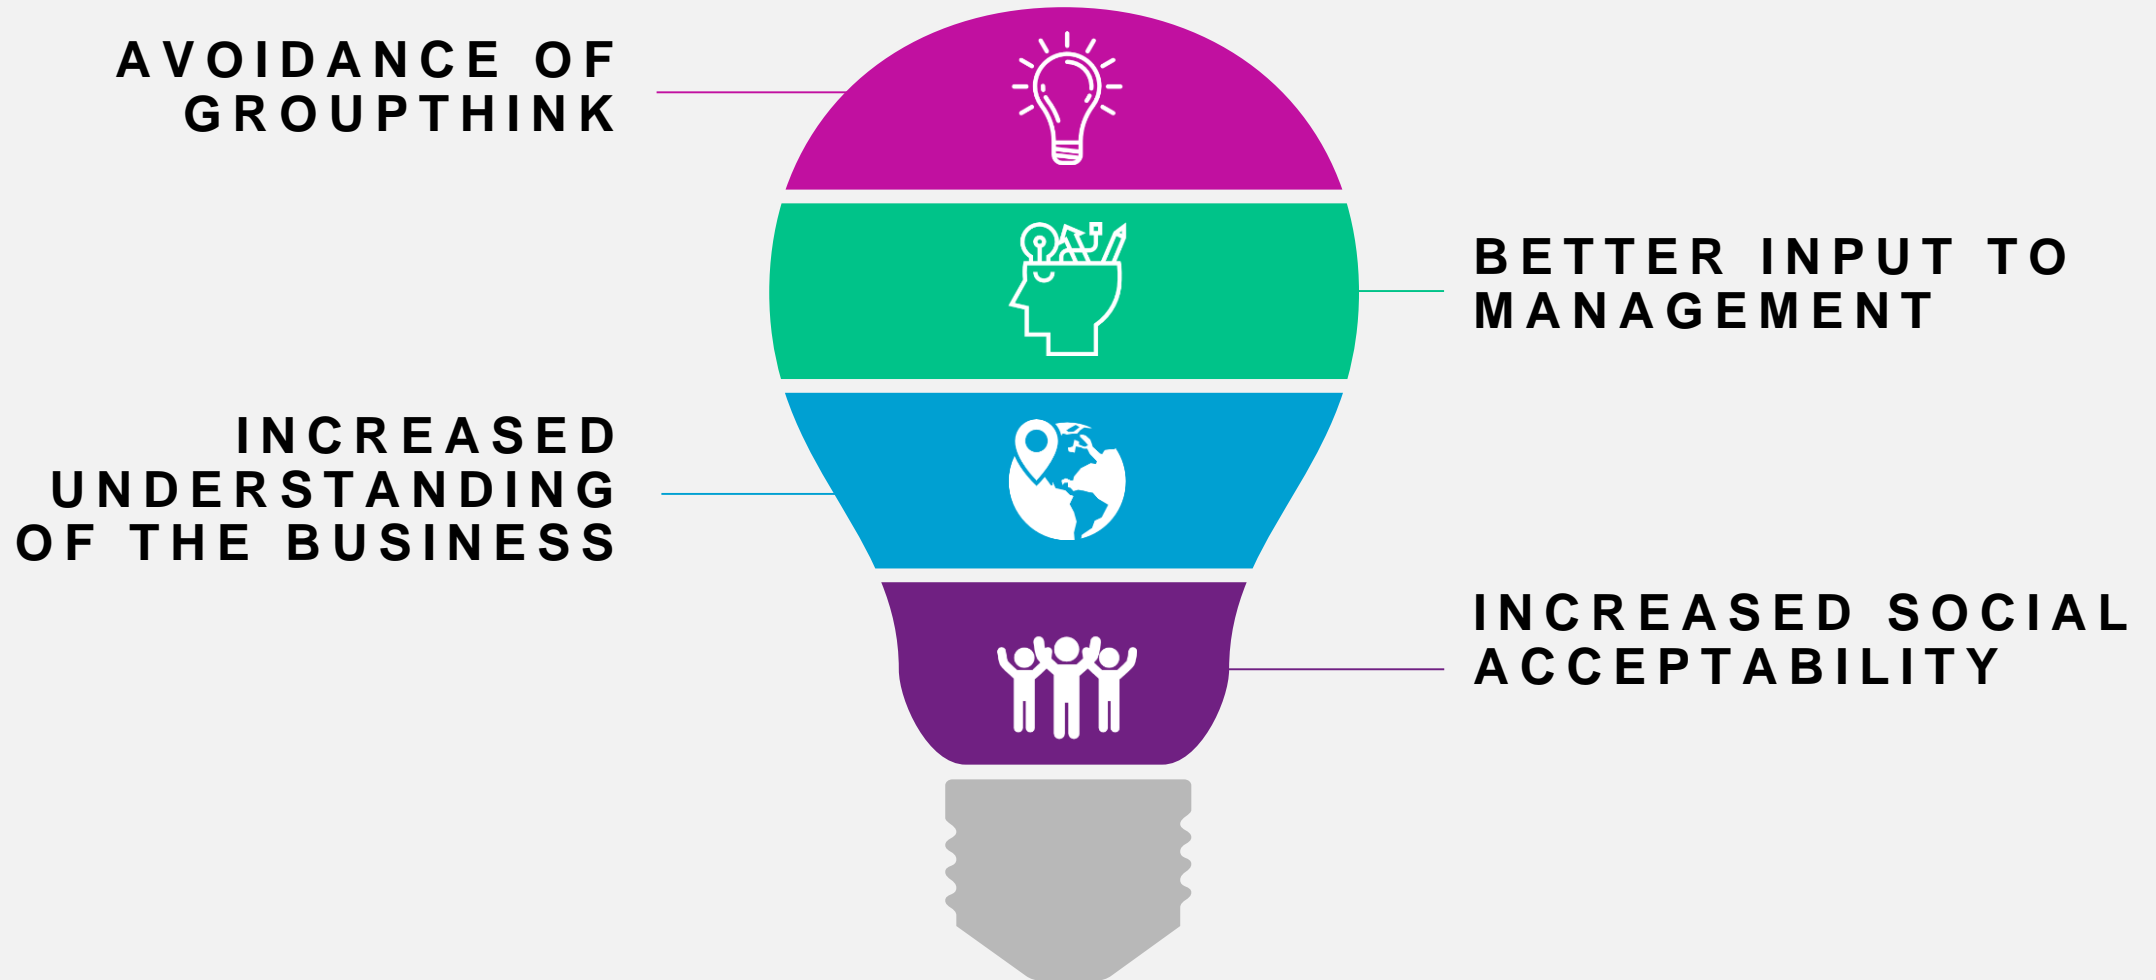 AVOIDANCE OF
GROUPTHINK
BETTER INPUT TO
MANAGEMENT
INCREASED
UNDERSTANDING
OF THE BUSINESS
INCREASED SOCIAL
ACCEPTABILITY